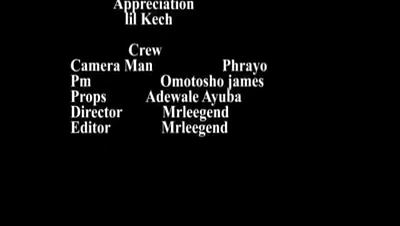 Appreciation
lil Kech
Crew
Camera Man Phrayo
Pm Omotosho james
Props Adewale Ayuba
Director Mrleegend
Editor Mrleegend